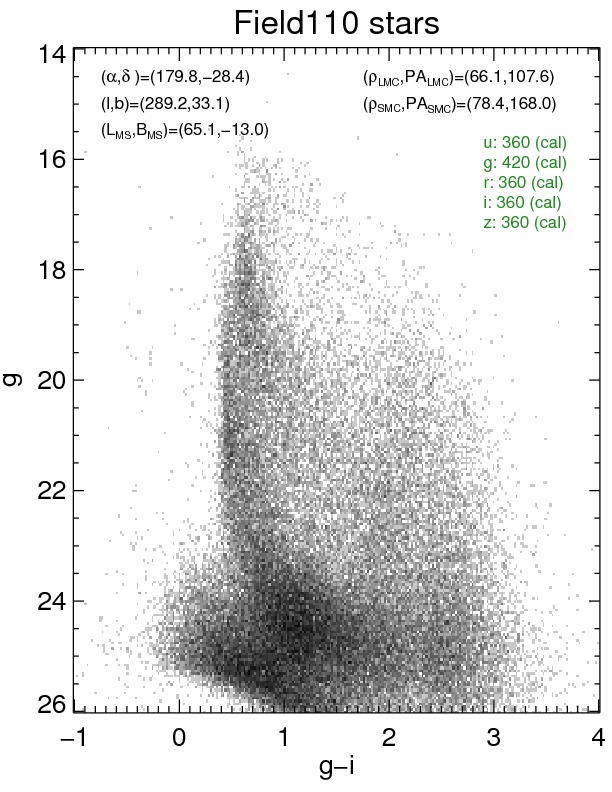 Field110 stars
14
(α,δ )=(179.8,−28.4)
(ρLMC,PALMC)=(66.1,107.6)
(l,b)=(289.2,33.1)
(ρSMC,PASMC)=(78.4,168.0)
(LMS,BMS)=(65.1,−13.0)
u: 360 (cal)
16
g: 420 (cal)
r: 360 (cal)
i: 360 (cal)
z: 360 (cal)
18
g
20
22
24
26
−1 0 1 2 3 4
g−i